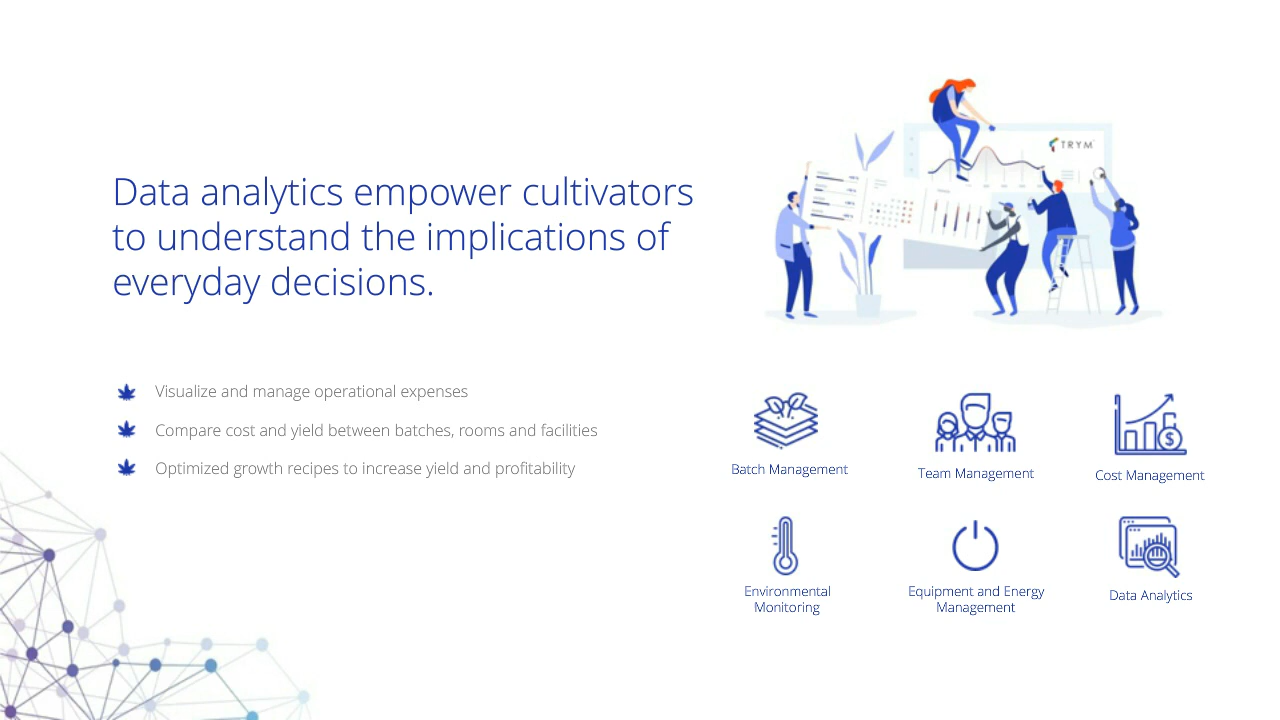 Data analytics empower cultivators
to understand the implications of
everyday decisions.
Visualize and manage operational expenses
Compare cost and yield between batches, rooms and facilities
Optimized growth recipes to increase yield and profitability
TRYM
Batch Management
Team Management
Cost Management
Environmental
Monitoring
Equipment and Energy
Management
Data Analytics